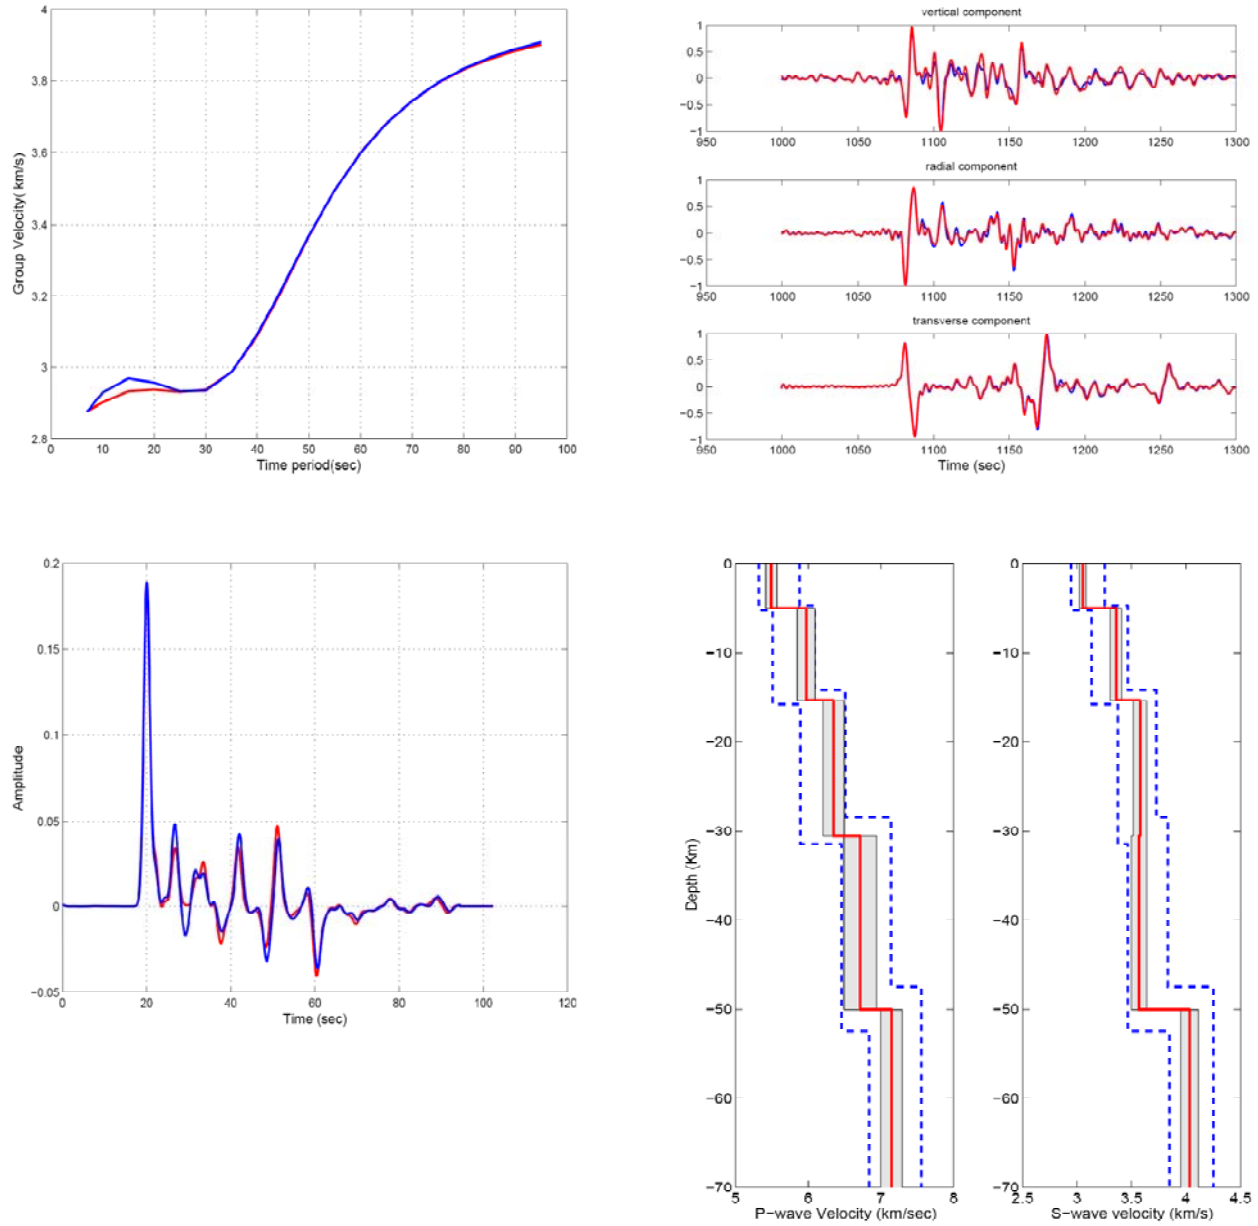 4
3.8
3.6
3.4
3.2
3
2.8
Group Velocity( km/s)
0 10 20 30 40 50 60 70 80 90 100
Time period(sec)
vertical component
1
0.5
0
−0.5
−1
950 1000 1050 1100 1150 1200 1250 1300
radial component
1
0.5
0
−0.5
−1
950 1000 1050 1100 1150 1200 1250 1300
transverse component
1
0.5
0
−0.5
−1
950 1000 1050 1100 1150 1200 1250 1300
Time (sec)
0.2
0.15
0.1
0.05
0
−0.05
Amplitude
0 20 40 60 80 100 120
Time (sec)
0
−10
−20
−30
−40
−50
−60
−70
Depth (Km)
5 6 7 8
P−wave Velocity (km/sec)
0
−10
−20
−30
−40
−50
−60
−70
2.5 3 3.5 4 4.5
S−wave velocity (km/s)